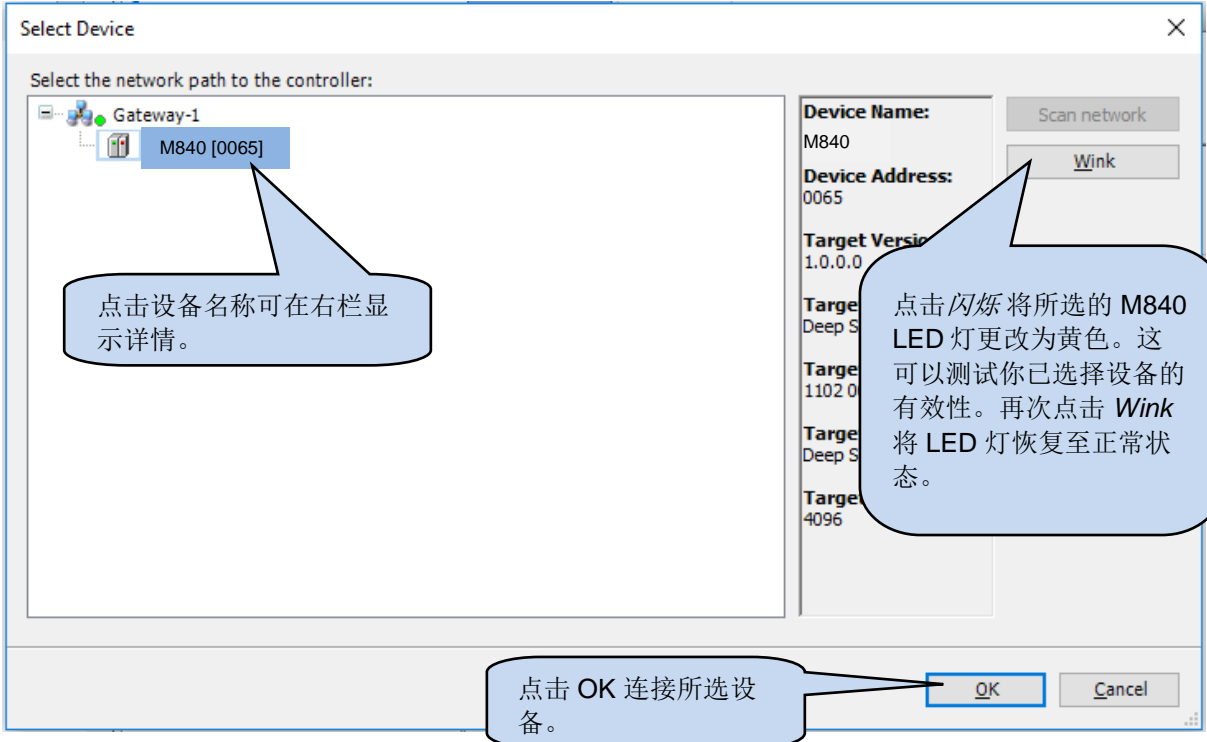 Select Device
Select the network path to the controller:
Gateway-1
M840 [0065]
点击设备名称可在右栏显
示详情。
Device Name:
M840
Device Address:
0065
Target Versio
1.0.0.0
Targe
Deep S
Targe
1102 0
Targe
Deep S
Targe
4096
Scan network
Wink
点击闪烁 将所选的 M840
LED 灯更改为黄色。这
可以测试你已选择设备的
有效性。再次点击 Wink
将 LED 灯恢复至正常状
态。
点击 OK 连接所选设
备。
OK
Cancel